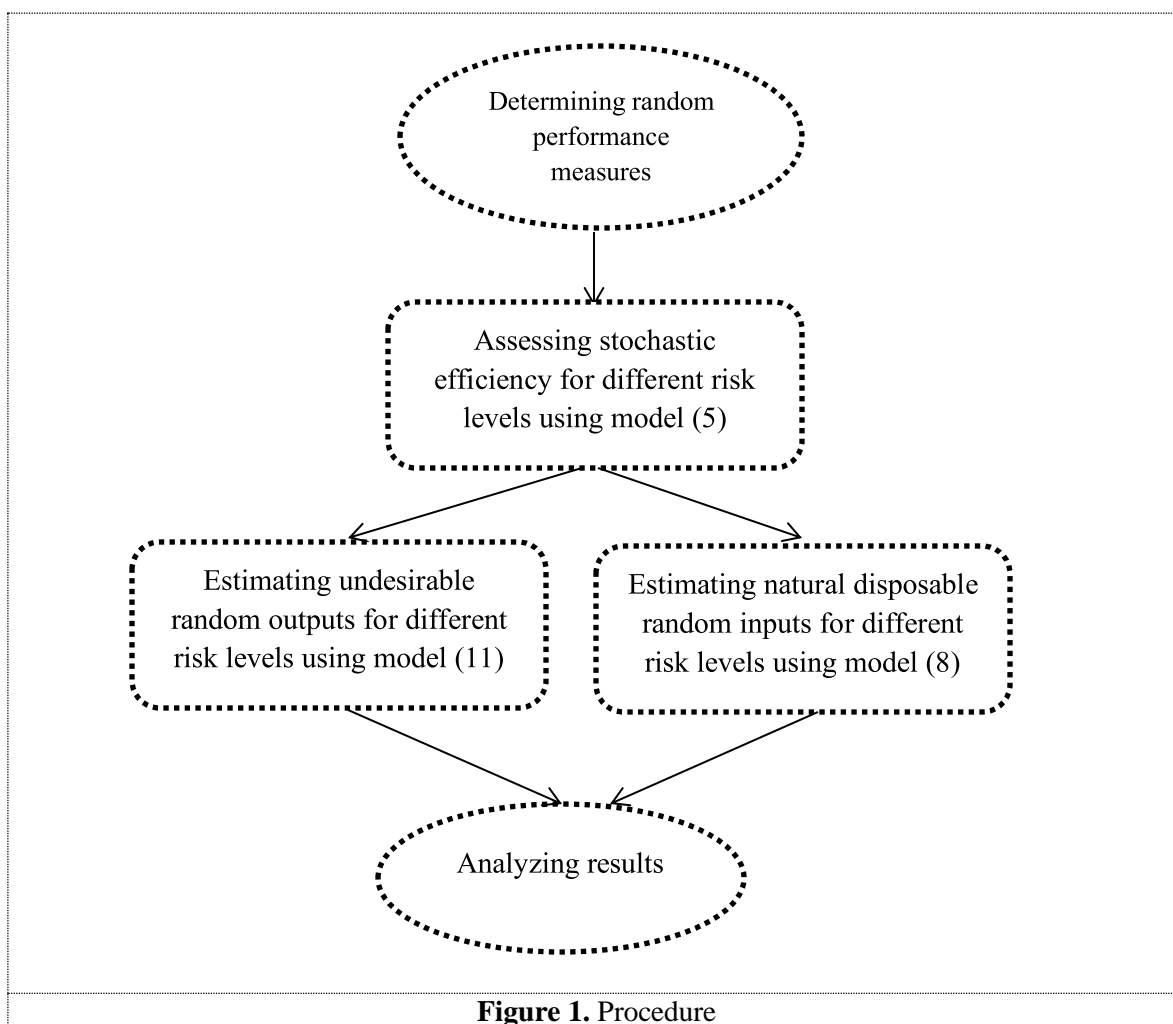 Determining random
performance
measures
Assessing stochastic
efficiency for different risk
levels using model (5)
Estimating undesirable
random outputs for different
risk levels using model (11)
Estimating natural disposable
random inputs for different
risk levels using model (8)
Analyzing results
Figure 1. Procedure